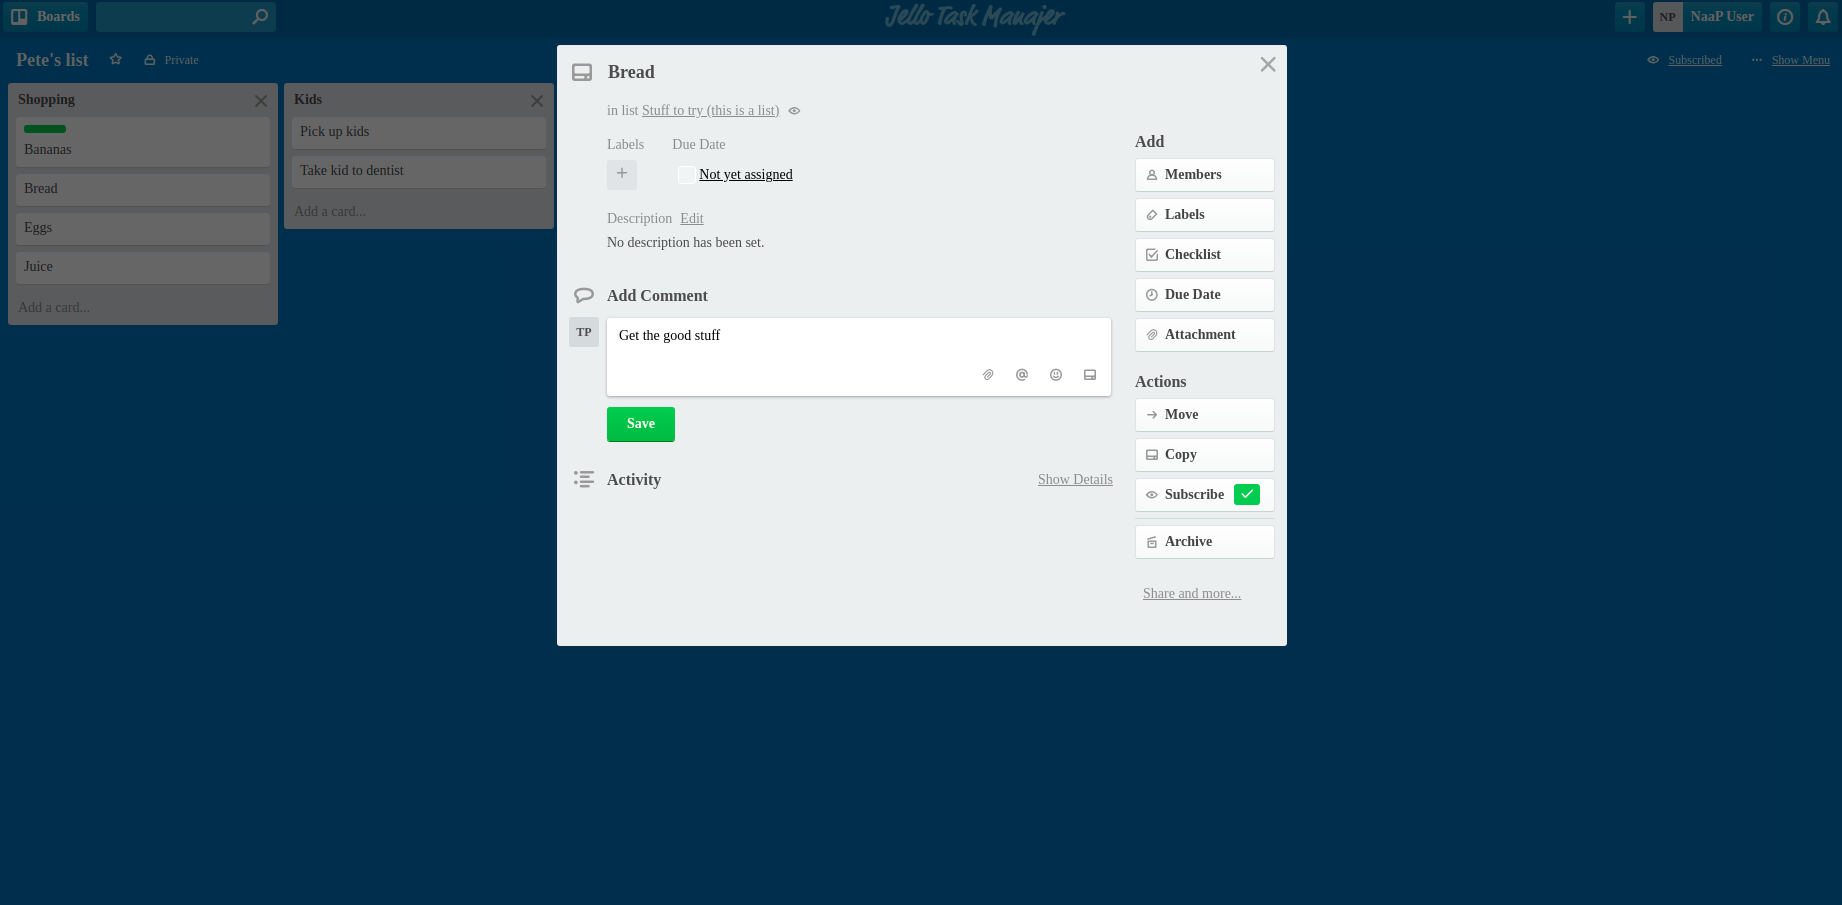 Boards
Jello Task Manajer
NP NaaP User
Pete's list Private
Subscribed ... Show Menu
Shopping
Bananas
Bread
Eggs
Juice
Add a card...
Kids
Pick up kids
Take kid to dentist
Add a card...
Bread
in list Stuff to try (this is a list)
Labels Due Date
+ Not yet assigned
Description Edit
No description has been set.
Add Comment
TP Get the good stuff
Save
Activity Show Details
Add
Members
Labels
Checklist
Due Date
Attachment
Actions
Move
Copy
Subscribe
Archive
Share and more...